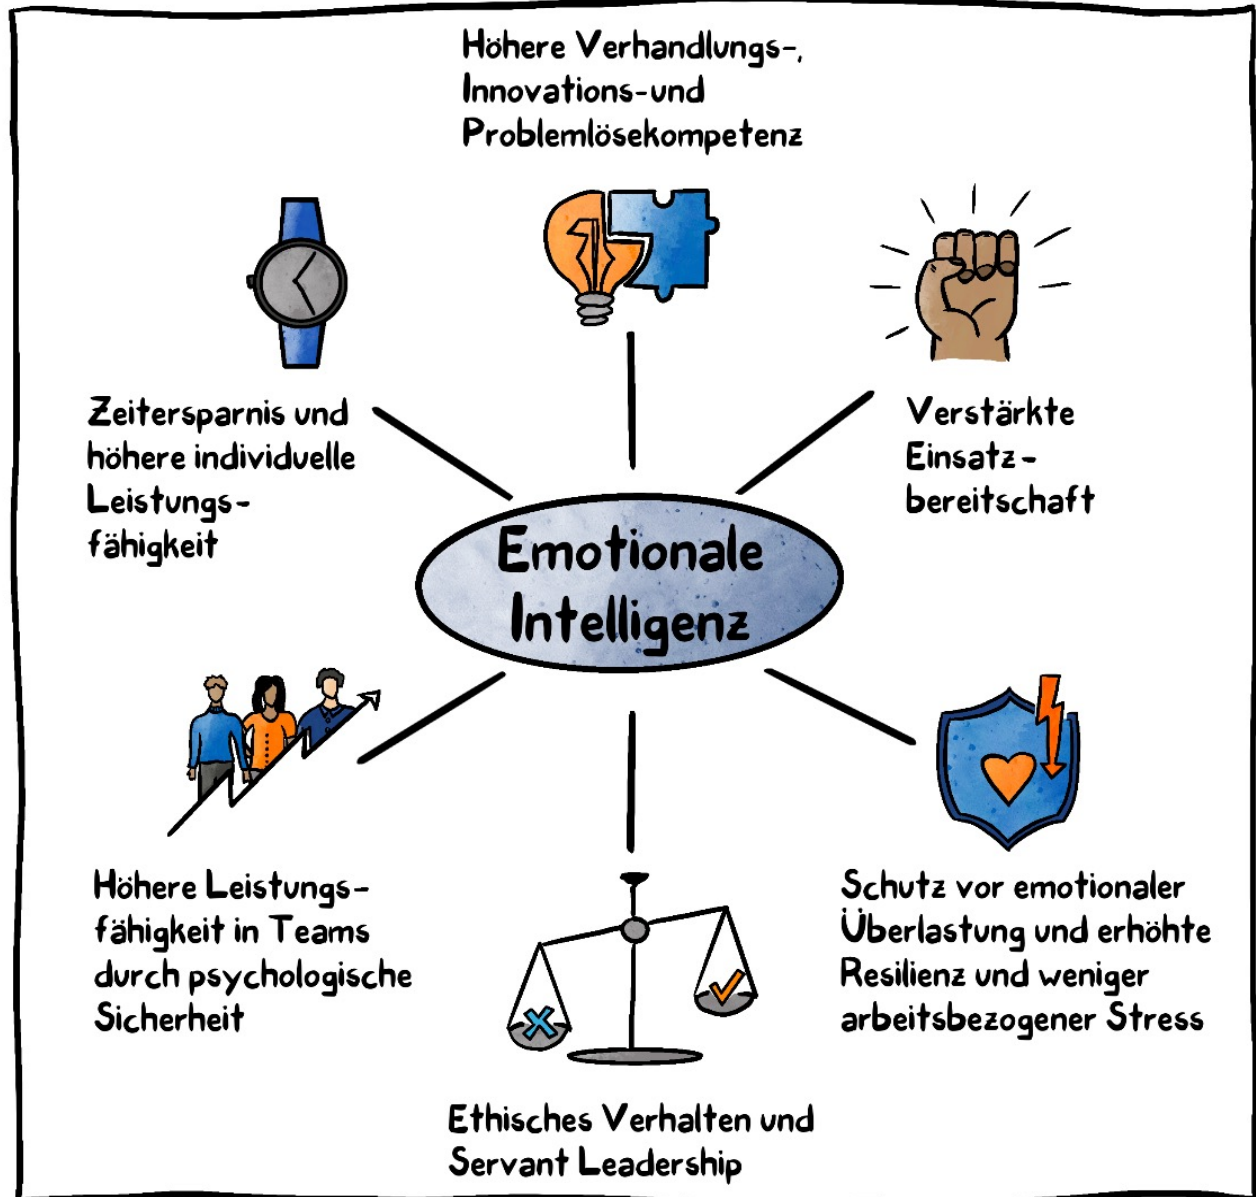 Höhere Verhandlungs-,
Innovations-und
Problemlösekompetenz
Zeitersparnis und
höhere individuelle
Leistungs-
fähigkeit
Verstärkte
Einsatz-
bereitschaft
Emotionale
Intelligenz
Höhere Leistungs-
fähigkeit in Teams
durch psychologische
Sicherheit
Schutz vor emotionaler
Überlastung und erhöhte
Resilienz und weniger
arbeitsbezogener Stress
Ethisches Verhalten und
Servant Leadership